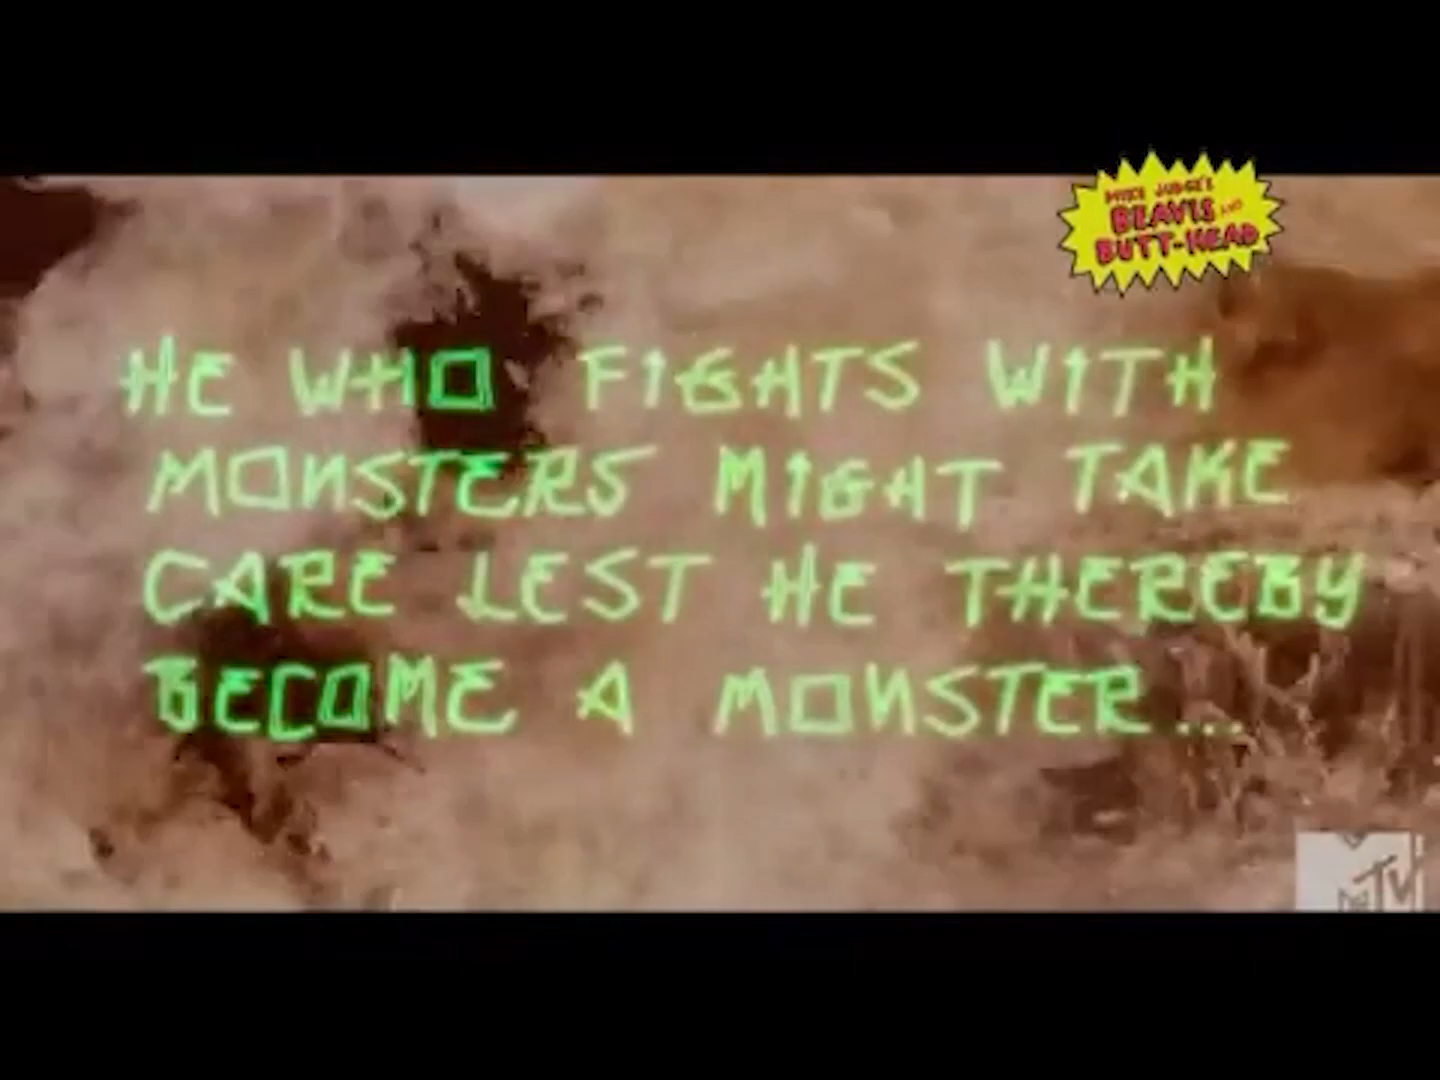 MIKE JUDGE'S
BEAVIS AND
BUTT-HEAD
HE WHO FIGHTS WITH
MONSTERS MIGHT TAKE
CARE LEST HE THEREBY
BECOME A MONSTER...
MTV